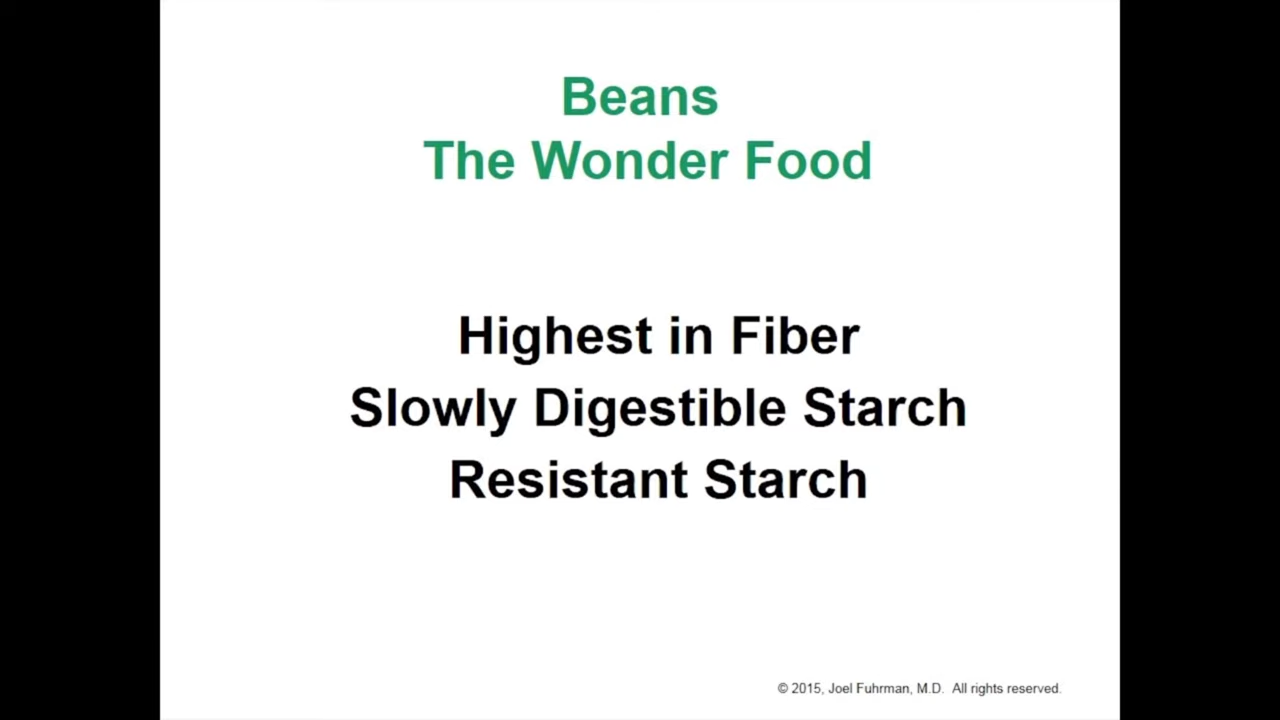 Beans
The Wonder Food
Highest in Fiber
Slowly Digestible Starch
Resistant Starch
© 2015, Joel Fuhrman, M.D. All rights reserved.